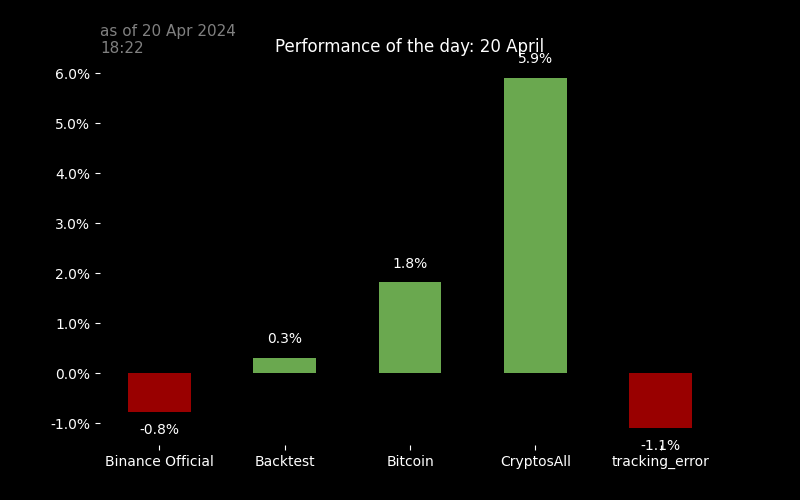 as of 20 Apr 2024
18:22
Performance of the day: 20 April
5.9%
6.0%
5.0%
4.0%
3.0%
2.0%
1.0%
0.0%
-1.0%
1.8%
0.3%
-0.8%
-1.1%
Binance Official
Backtest
Bitcoin
CryptosAll
tracking_error